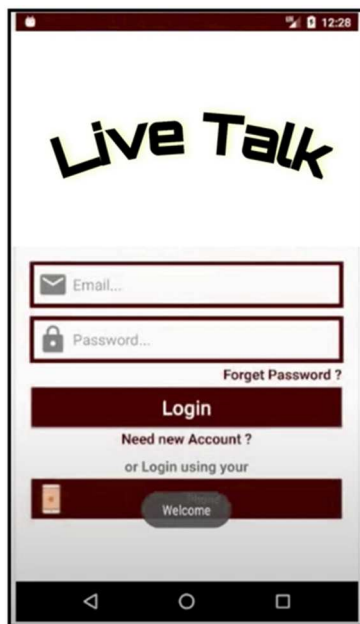 12:28
Live Talk
Email...
Password...
Forget Password ?
Login
Need new Account ?
or Login using your
Welcome